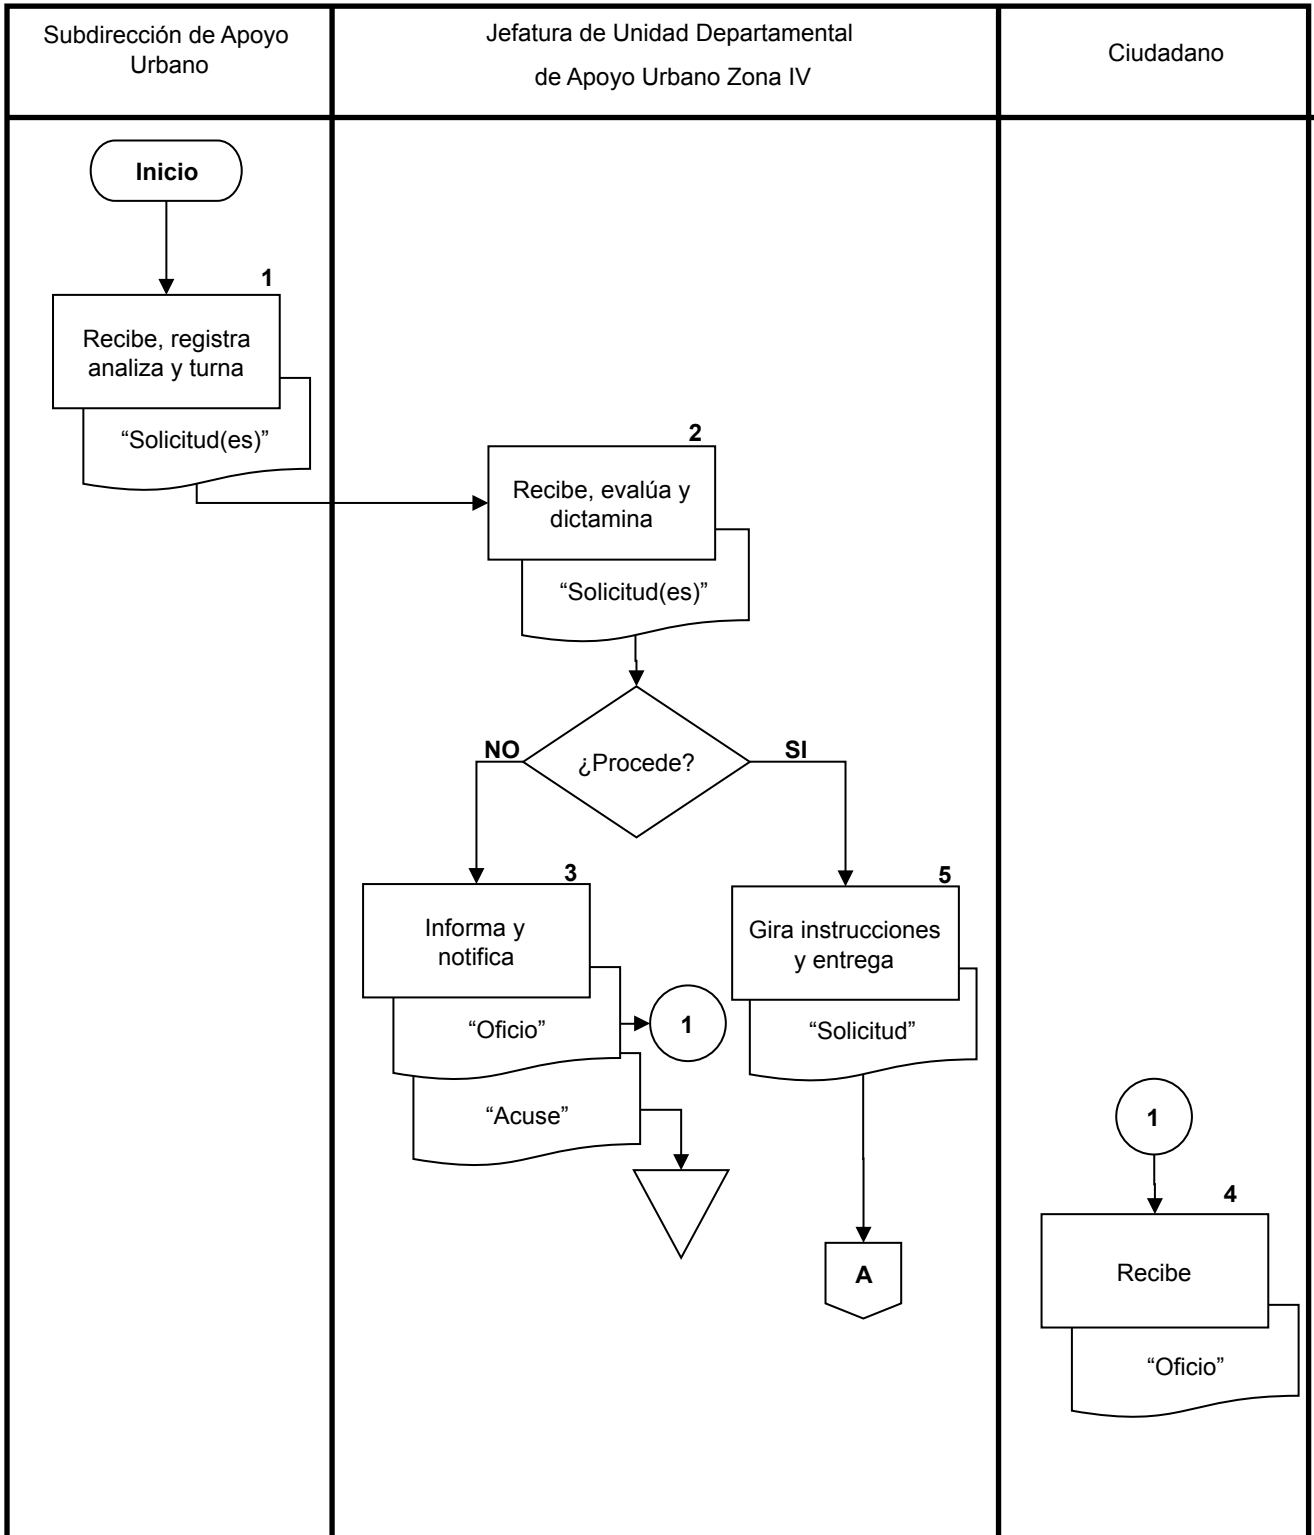 Subdirección de Apoyo
Urbano
Jefatura de Unidad Departamental
de Apoyo Urbano Zona IV
Ciudadano
Inicio
1
Recibe, registra
analiza y turna
“Solicitud(es)”
2
Recibe, evalúa y
dictamina
“Solicitud(es)”
¿Procede?
NO
SI
3
Informa y
notifica
“Oficio”
1
“Acuse”
5
Gira instrucciones
y entrega
“Solicitud”
A
1
4
Recibe
“Oficio”